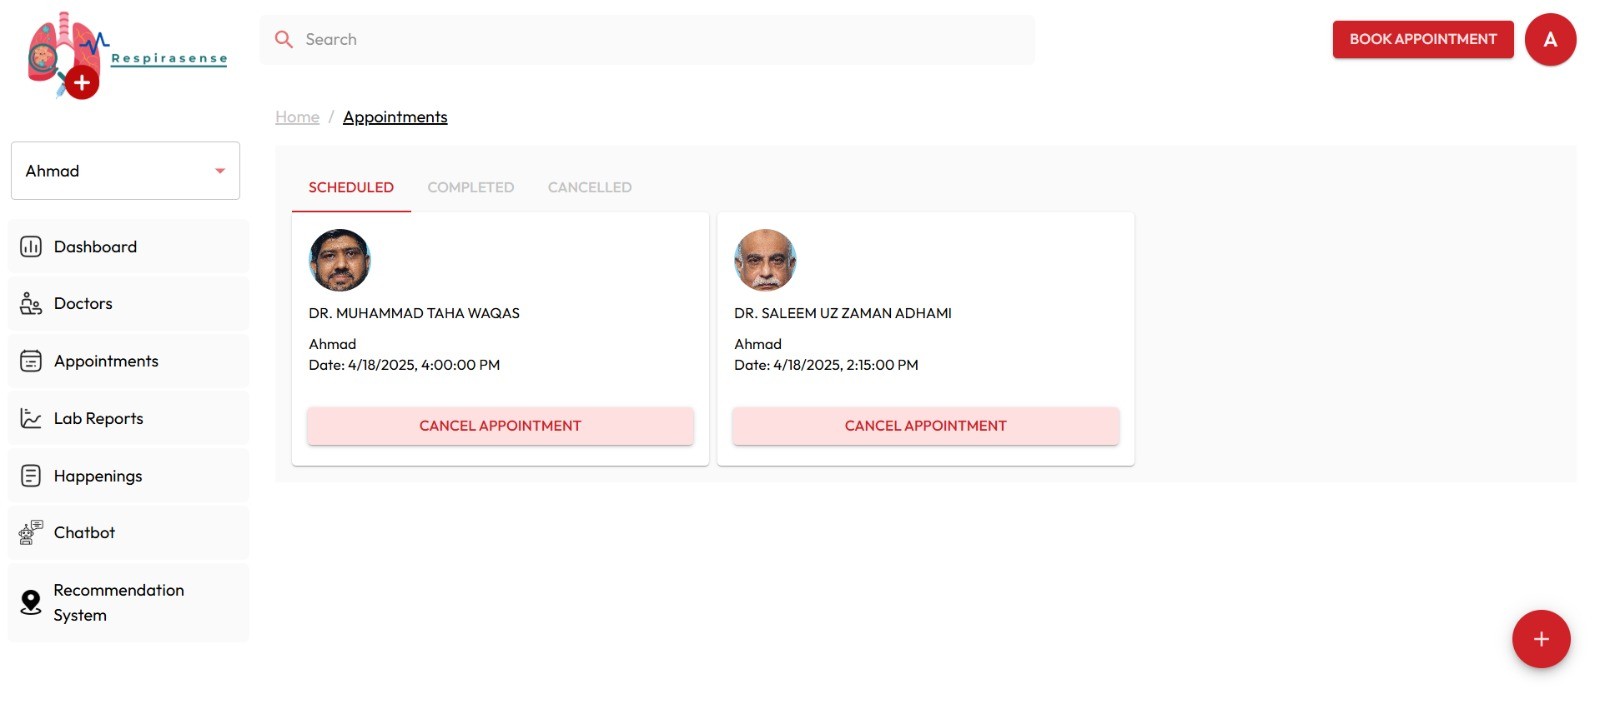 Respirasense
Search
BOOK APPOINTMENT
A
Home / Appointments
Ahmad
Dashboard
Doctors
Appointments
Lab Reports
Happenings
Chatbot
Recommendation
System
SCHEDULED COMPLETED CANCELLED
DR. MUHAMMAD TAHA WAQAS
Ahmad
Date: 4/18/2025, 4:00:00 PM
CANCEL APPOINTMENT
DR. SALEEM UZ ZAMAN ADHAMI
Ahmad
Date: 4/18/2025, 2:15:00 PM
CANCEL APPOINTMENT
+